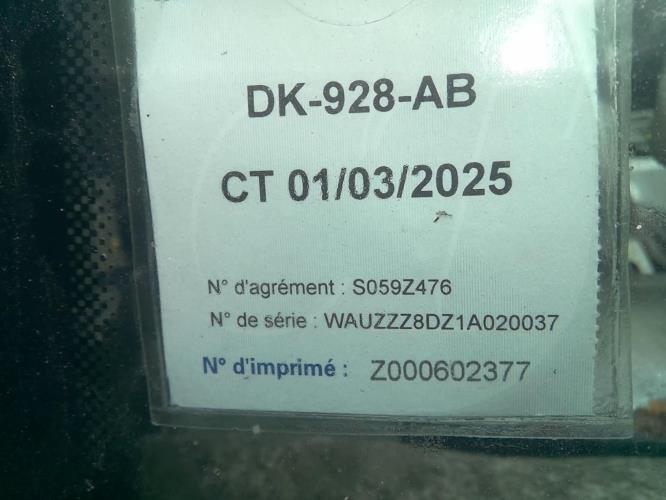 DK-928-AB
CT 01/03/2025
N° d'agrément : S059Z476
N° de série : WAUZZZ8DZ1A020037
N° d'imprimé : Z000602377